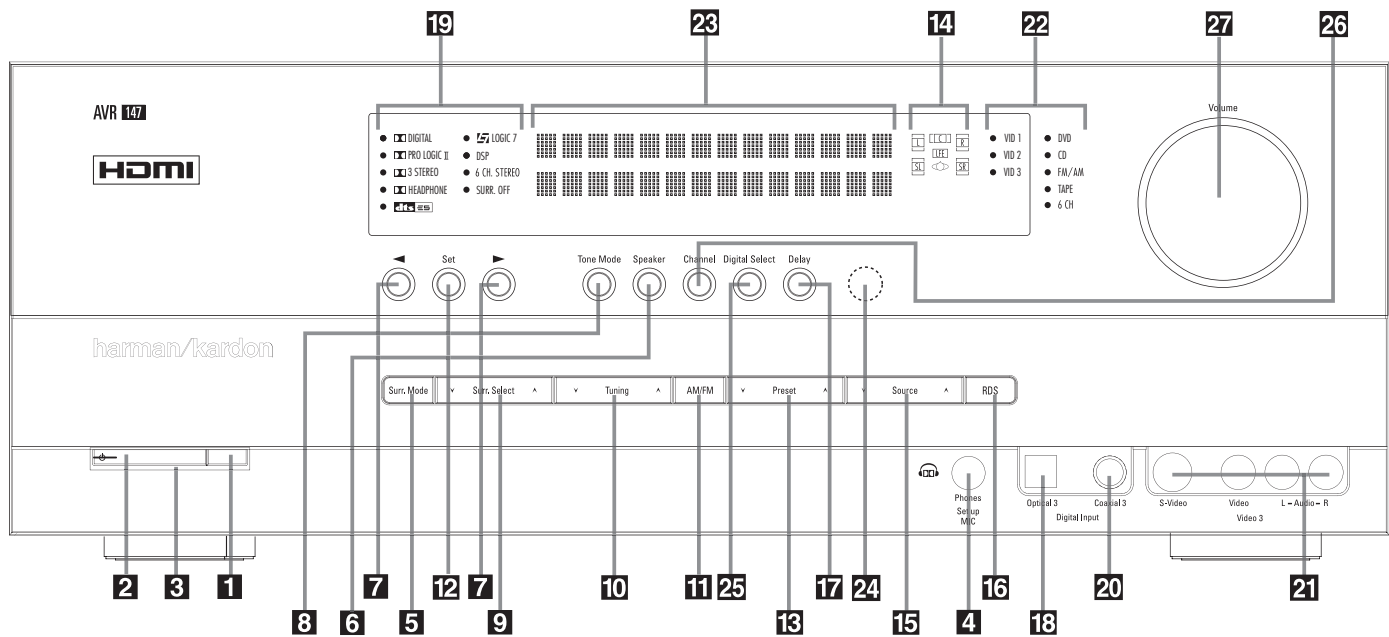 19 23 14 22 27 26
AVR 147
HDMI
DIGITAL
PRO LOGIC II
3 STEREO
HEADPHONE
dts ES
LOGIC 7
DSP
6 CH. STEREO
SURR. OFF
L C R
LFE
SL SR
VID 1
VID 2
VID 3
DVD
CD
FM/AM
TAPE
6 CH
Volume
Set
Tone Mode
Speaker
Channel
Digital Select
Delay
harman/kardon
Surr. Mode
Surr. Select
Tuning
AM/FM
Preset
Source
RDS
Phones
Setup
MIC
Optical 3
Coaxial 3
Digital Input
S-Video
Video
L – Audio – R
Video 3
2 3 1 7 12 7 10 11 25 17 24 16 20 21
8 6 5 9 13 15 4 18